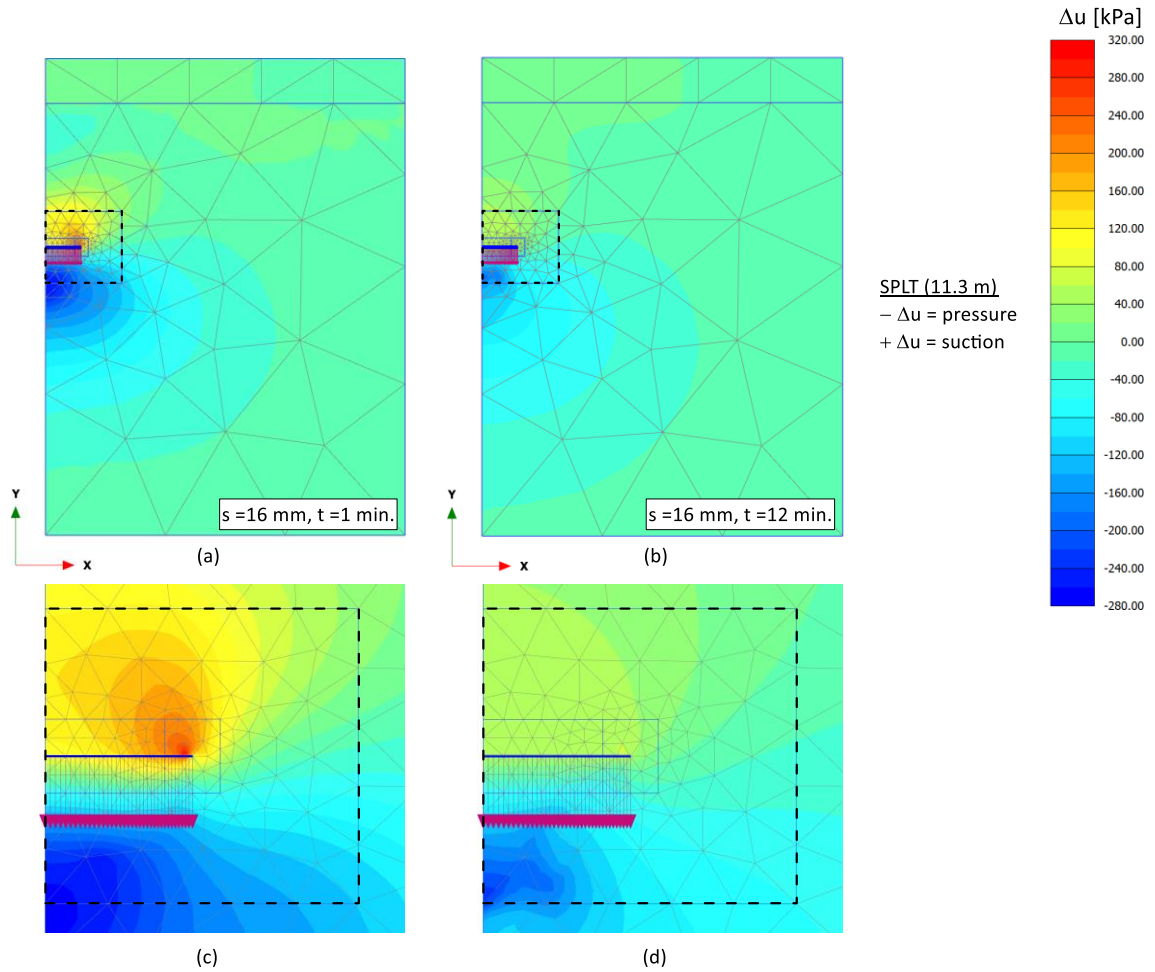 Δu [kPa]
320.00
280.00
240.00
200.00
160.00
120.00
80.00
40.00
0.00
-40.00
-80.00
-120.00
-160.00
-200.00
-240.00
-280.00
SPLT (11.3 m)
− Δu = pressure
+ Δu = suction
s =16 mm, t =1 min.
s =16 mm, t =12 min.
Y
X
Y
X
(a)
(b)
(c)
(d)